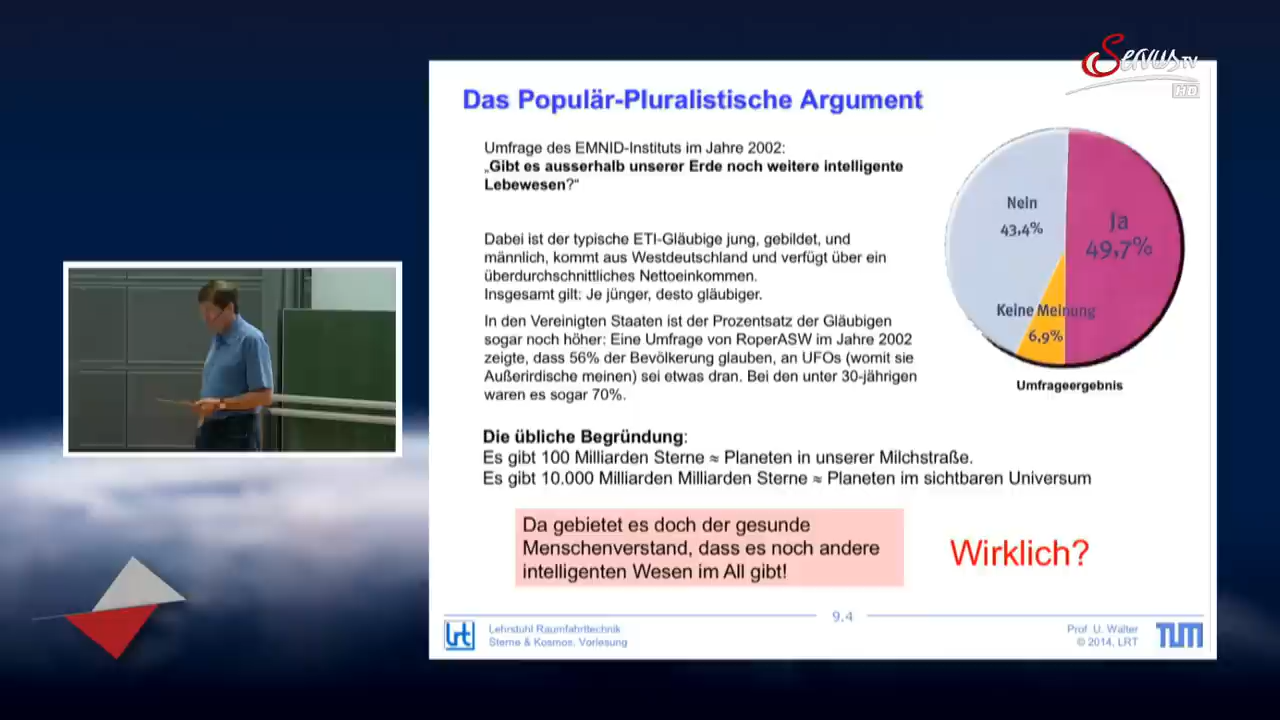 Servus TV
HD
Das Populär-Pluralistische Argument
Umfrage des EMNID-Instituts im Jahre 2002:
„Gibt es ausserhalb unserer Erde noch weitere intelligente
Lebewesen?“
Nein
43,4%
Ja
49,7%
Keine Meinung
6,9%
Umfrageergebnis
Dabei ist der typische ETI-Gläubige jung, gebildet, und
männlich, kommt aus Westdeutschland und verfügt über ein
überdurchschnittliches Nettoeinkommen.
Insgesamt gilt: Je jünger, desto gläubiger.
In den Vereinigten Staaten ist der Prozentsatz der Gläubigen
sogar noch höher: Eine Umfrage von RoperASW im Jahre 2002
zeigte, dass 56% der Bevölkerung glauben, an UFOs (womit sie
Außerirdische meinen) sei etwas dran. Bei den unter 30-jährigen
waren es sogar 70%.
Die übliche Begründung:
Es gibt 100 Milliarden Sterne ≈ Planeten in unserer Milchstraße.
Es gibt 10.000 Milliarden Milliarden Sterne ≈ Planeten im sichtbaren Universum
Da gebietet es doch der gesunde
Menschenverstand, dass es noch andere
intelligenten Wesen im All gibt!
Wirklich?
9.4
lrt
Lehrstuhl Raumfahrttechnik
Sterne & Kosmos, Vorlesung
Prof. U. Walter
© 2014, LRT
TUM